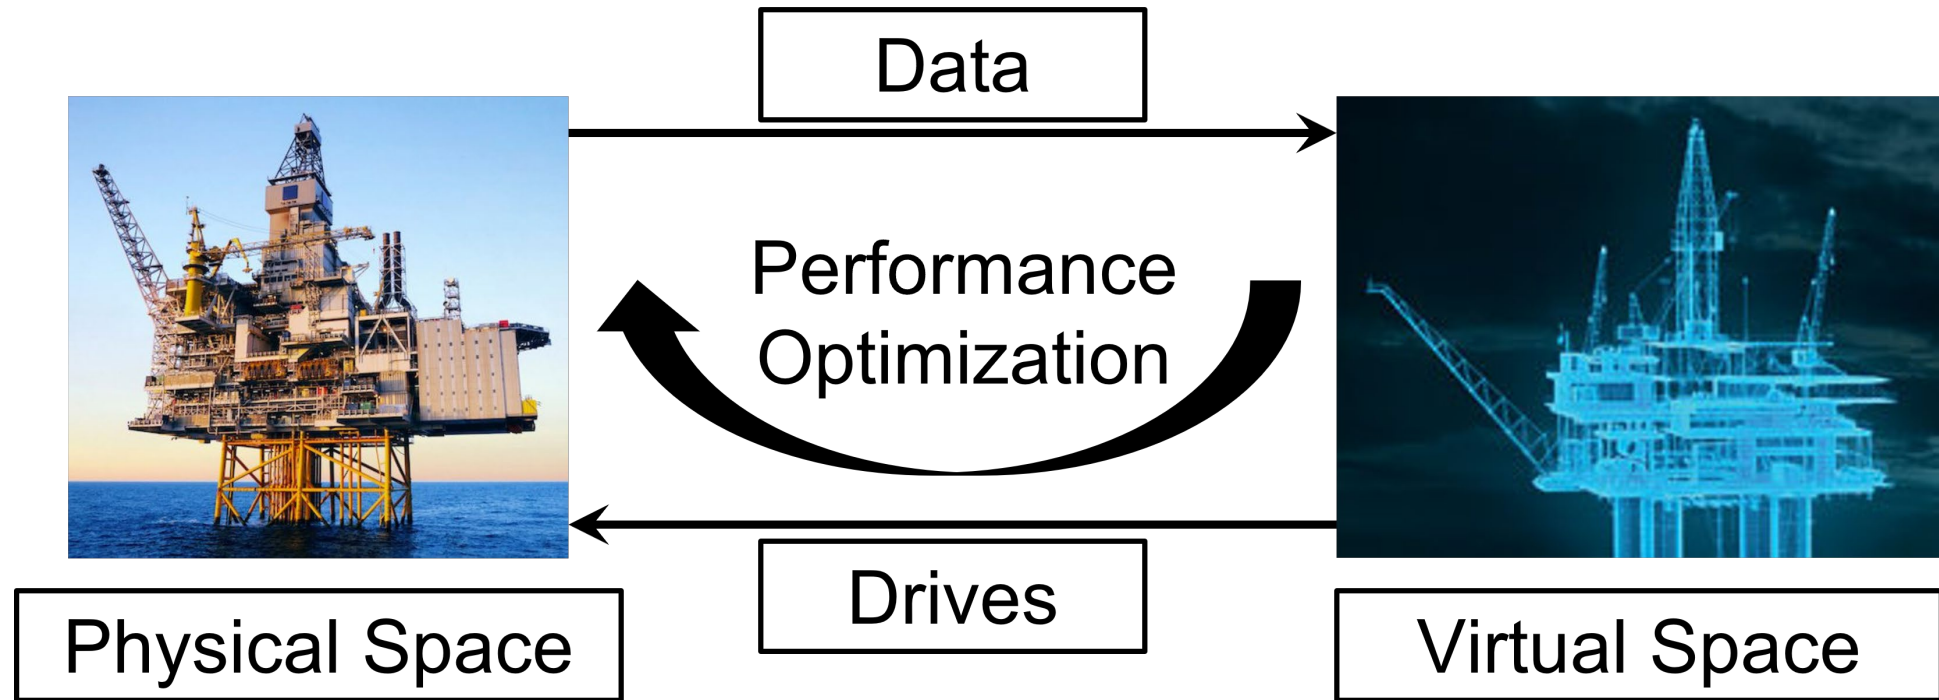 Data
Performance
Optimization
Drives
Physical Space
Virtual Space